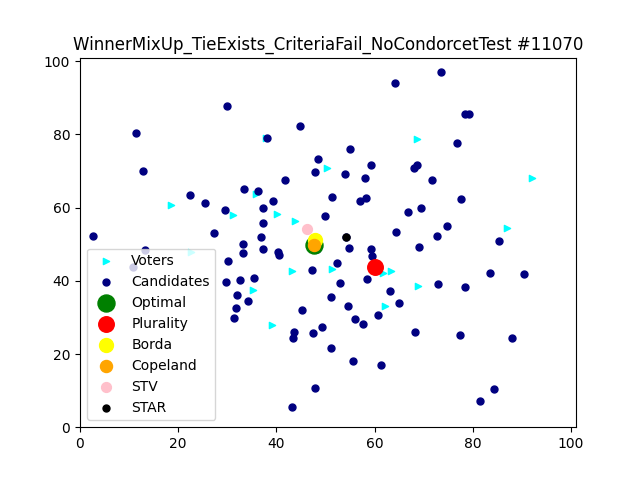 WinnerMixUp_TieExists_CriteriaFail_NoCondorcetTest #11070
100
80
60
40
20
0
Voters
Candidates
Optimal
Plurality
Borda
Copeland
STV
STAR
0
20
40
60
80
100